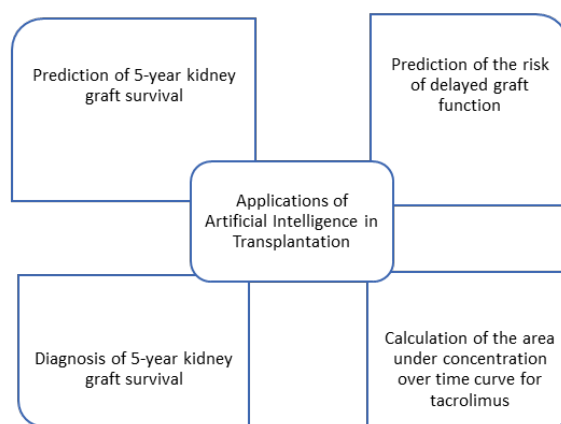 Prediction of 5-year kidney
graft survival
Prediction of the risk
of delayed graft
function
Applications of
Artificial Intelligence in
Transplantation
Diagnosis of 5-year kidney
graft survival
Calculation of the area
under concentration
over time curve for
tacrolimus